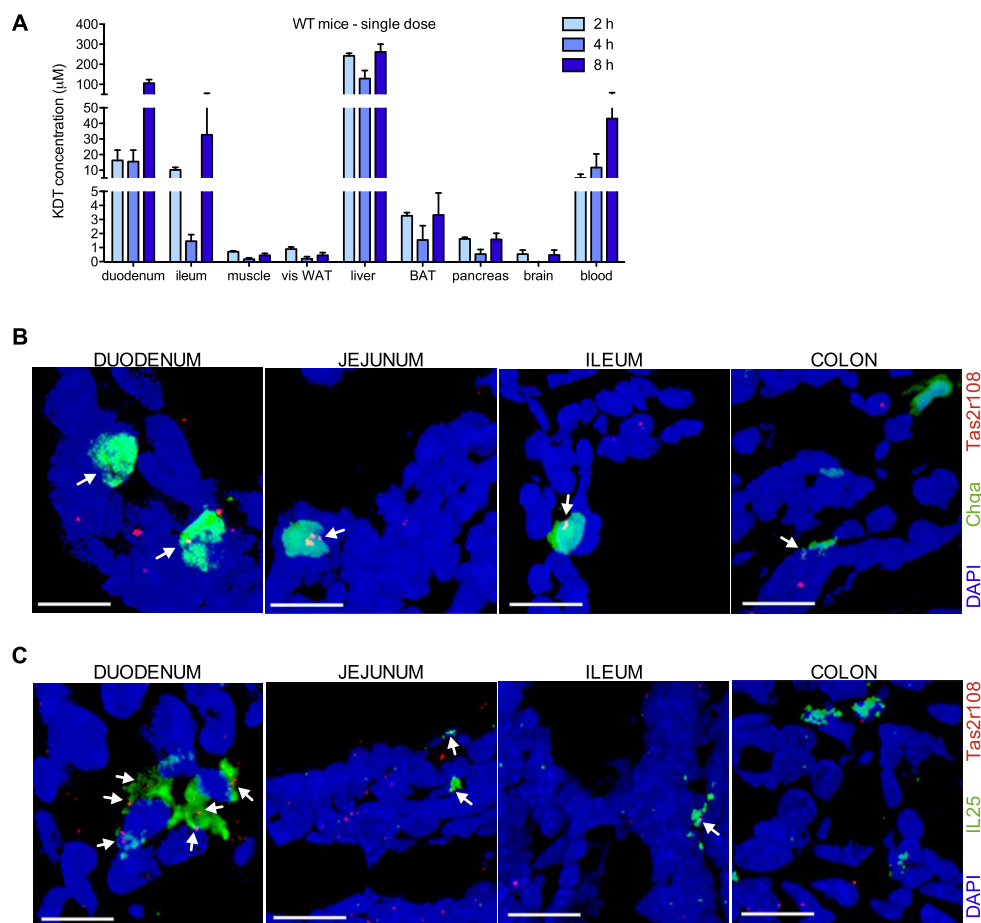 A
WT mice - single dose
2 h
4 h
8 h
KDT concentration (μM)
400
300
200
100
50
40
30
20
10
5
4
3
2
1
0
duodenum ileum muscle vis WAT liver BAT pancreas brain blood
B
DUODENUM JEJUNUM ILEUM COLON
DAPI Chga Tas2r108
C
DUODENUM JEJUNUM ILEUM COLON
DAPI IL25 Tas2r108